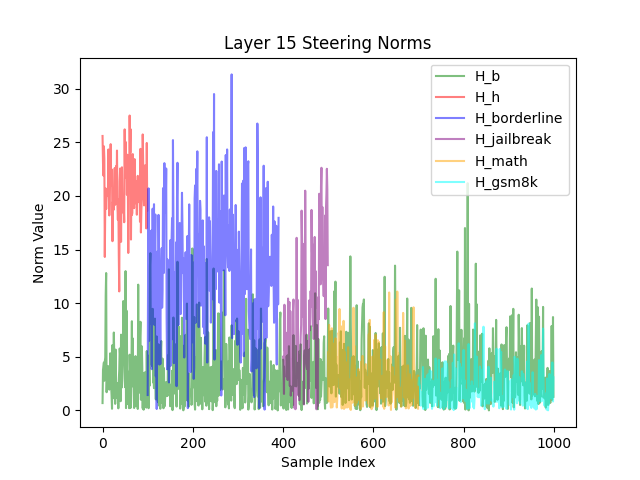 Layer 15 Steering Norms
H_b
H_h
H_borderline
H_jailbreak
H_math
H_gsm8k
Norm Value
30
25
20
15
10
5
0
0 200 400 600 800 1000
Sample Index